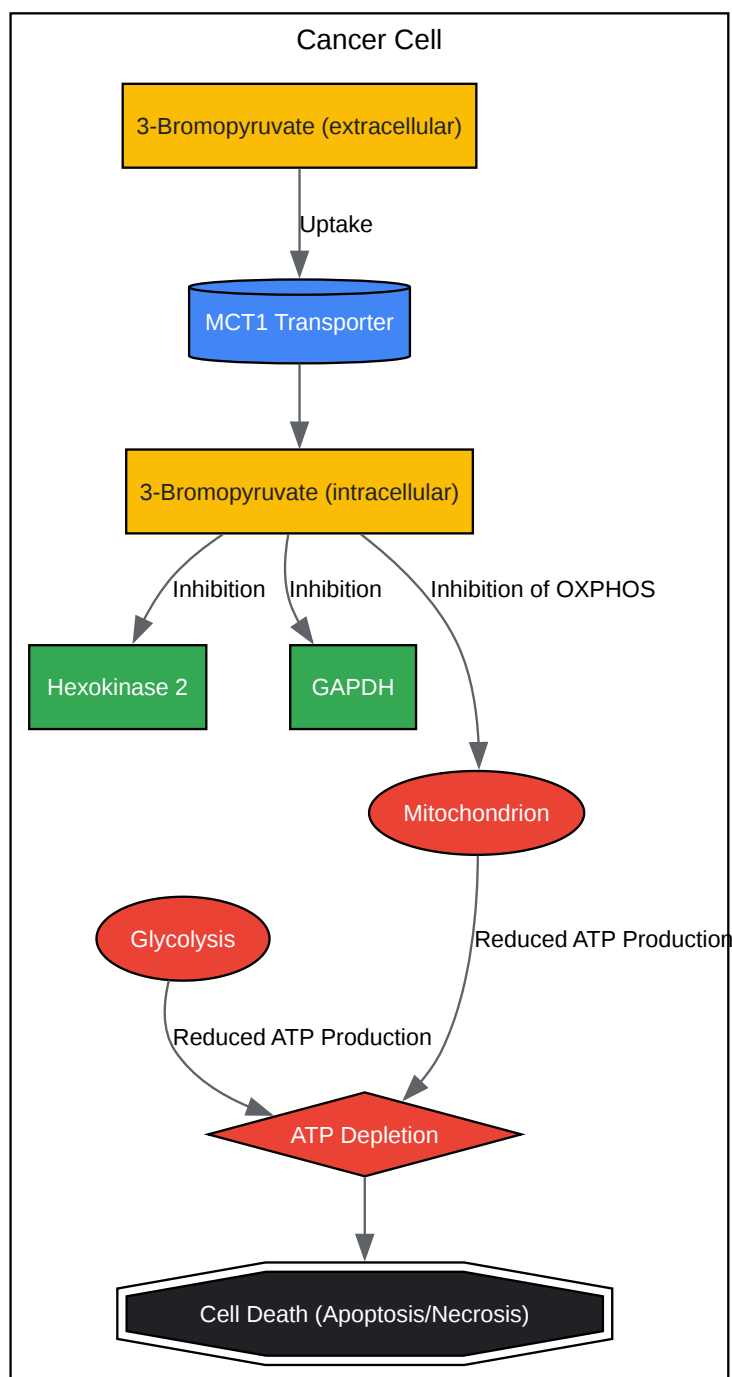 Cancer Cell
3-Bromopyruvate (extracellular)
Uptake
MCT1 Transporter
3-Bromopyruvate (intracellular)
Inhibition
Inhibition
Inhibition of OXPHOS
Hexokinase 2
GAPDH
Mitochondrion
Glycolysis
Reduced ATP Production
Reduced ATP Production
ATP Depletion
Cell Death (Apoptosis/Necrosis)